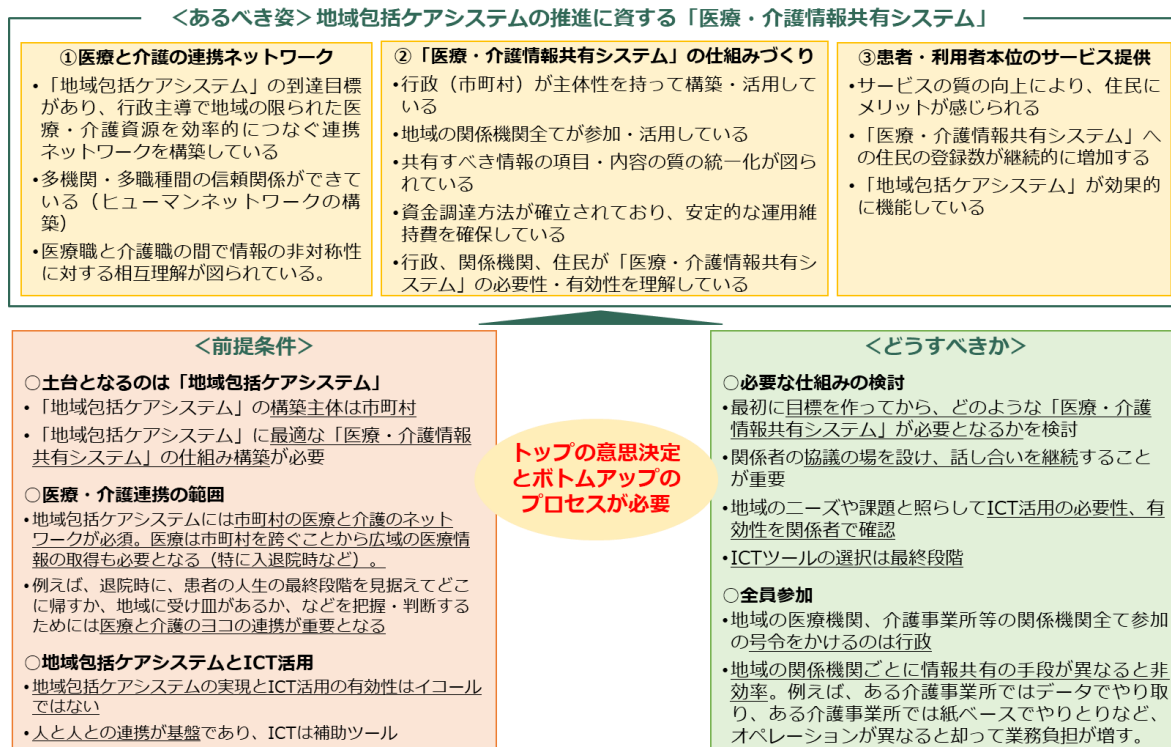 ＜あるべき姿＞地域包括ケアシステムの推進に資する「医療・介護情報共有システム」
①医療と介護の連携ネットワーク
•「地域包括ケアシステム」の到達目標
があり、行政主導で地域の限られた医
療・介護資源を効率的につなぐ連携
ネットワークを構築している
•多機関・多職種間の信頼関係ができて
いる（ヒューマンネットワークの構
築）
•医療職と介護職の間で情報の非対称性
に対する相互理解が図られている。
②「医療・介護情報共有システム」の仕組みづくり
•行政（市町村）が主体性を持って構築・活用して
いる
•地域の関係機関全てが参加・活用している
•共有すべき情報の項目・内容の質の統一化が図ら
れている
•資金調達方法が確立されており、安定的な運用維
持費を確保している
•行政、関係機関、住民が「医療・介護情報共有シ
ステム」の必要性・有効性を理解している
③患者・利用者本位のサービス提供
•サービスの質の向上により、住民に
メリットが感じられる
•「医療・介護情報共有システム」へ
の住民の登録数が継続的に増加する
•「地域包括ケアシステム」が効果的
に機能している
＜前提条件＞
○土台となるのは「地域包括ケアシステム」
•「地域包括ケアシステム」の構築主体は市町村
•「地域包括ケアシステム」に最適な「医療・介護情報
共有システム」の仕組み構築が必要
○医療・介護連携の範囲
•地域包括ケアシステムには市町村の医療と介護のネット
ワークが必須。医療は市町村を跨ぐことから広域の医療情
報の取得も必要となる（特に入退院時など）。
•例えば、退院時に、患者の人生の最終段階を見据えてどこ
に帰すか、地域に受け皿があるか、などを把握・判断する
ためには医療と介護のヨコの連携が重要となる
○地域包括ケアシステムとICT活用
•地域包括ケアシステムの実現とICT活用の有効性はイコール
ではない
•人と人との連携が基盤であり、ICTは補助ツール
トップの意思決定
とボトムアップの
プロセスが必要
＜どうすべきか＞
○必要な仕組みの検討
•最初に目標を作ってから、どのような「医療・介護
情報共有システム」が必要となるかを検討
•関係者の協議の場を設け、話し合いを継続すること
が重要
•地域のニーズや課題と照らしてICT活用の必要性、有
効性を関係者で確認
•ICTツールの選択は最終段階
○全員参加
•地域の医療機関、介護事業所等の関係機関全て参加
の号令をかけるのは行政
•地域の関係機関ごとに情報共有の手段が異なると非
効率。例えば、ある介護事業所ではデータでやり取
り、ある介護事業所では紙ベースでやりとりなど、
オペレーションが異なると却って業務負担が増す。